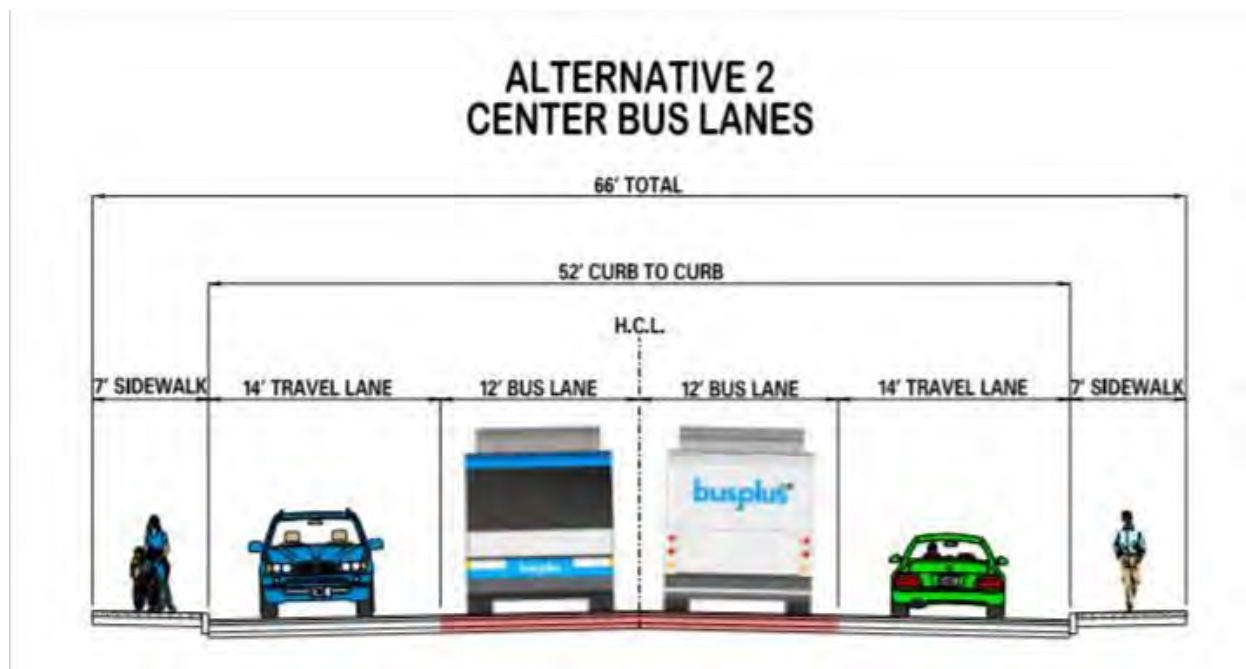 ALTERNATIVE 2
CENTER BUS LANES
66' TOTAL
52' CURB TO CURB
H.C.L.
7' SIDEWALK 14' TRAVEL LANE 12' BUS LANE 12' BUS LANE 14' TRAVEL LANE 7' SIDEWALK
busplus
busplus